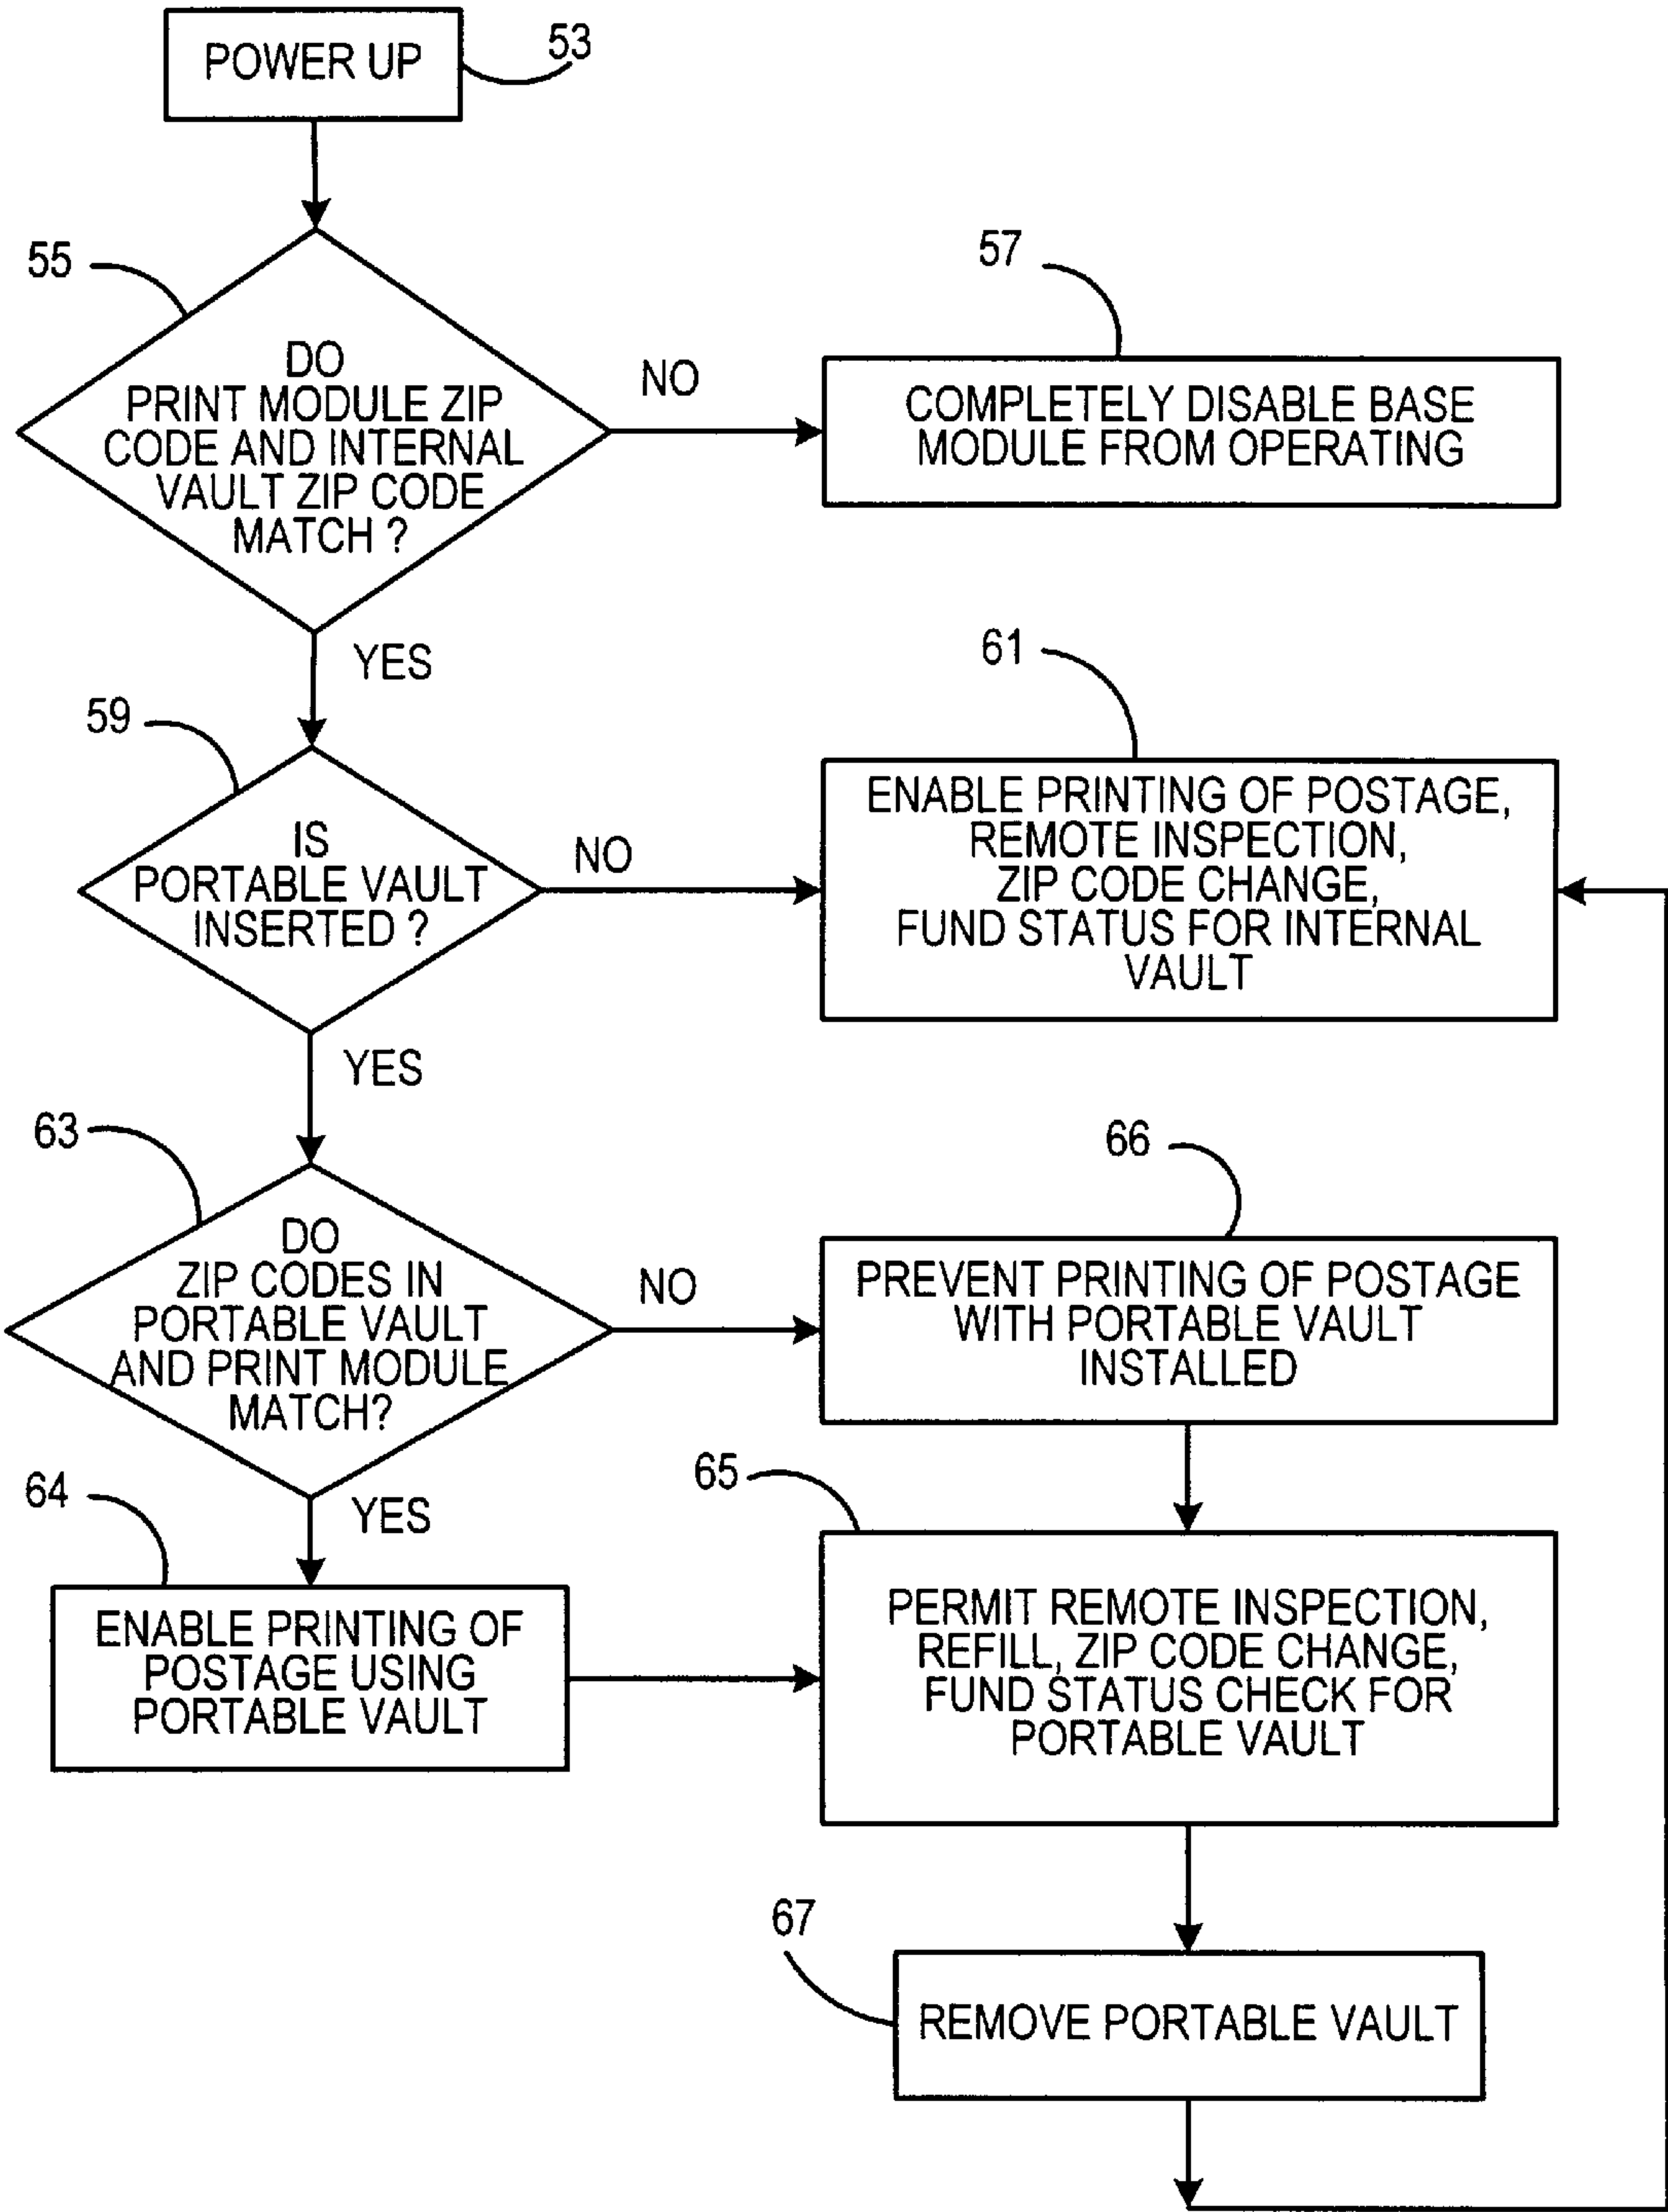 POWER UP
53
55
DO
PRINT MODULE ZIP
CODE AND INTERNAL
VAULT ZIP CODE
MATCH ?
NO
57
COMPLETELY DISABLE BASE
MODULE FROM OPERATING
YES
59
IS
PORTABLE VAULT
INSERTED ?
NO
61
ENABLE PRINTING OF POSTAGE,
REMOTE INSPECTION,
ZIP CODE CHANGE,
FUND STATUS FOR INTERNAL
VAULT
YES
63
DO
ZIP CODES IN
PORTABLE VAULT
AND PRINT MODULE
MATCH?
NO
66
PREVENT PRINTING OF POSTAGE
WITH PORTABLE VAULT
INSTALLED
YES
64
ENABLE PRINTING OF
POSTAGE USING
PORTABLE VAULT
65
PERMIT REMOTE INSPECTION,
REFILL, ZIP CODE CHANGE,
FUND STATUS CHECK FOR
PORTABLE VAULT
67
REMOVE PORTABLE VAULT